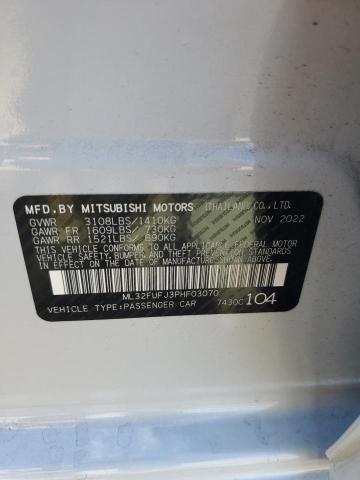 MFD.BY MITSUBISHI MOTORS (THAILAND) CO., LTD.
GVWR 3108LBS/1410KG NOV 2022
GAWR FR 1609LBS/ 730KG
GAWR RR 1521LBS/ 690KG
THIS VEHICLE CONFORMS TO ALL APPLICABLE FEDERAL MOTOR
VEHICLE SAFETY, BUMPER, AND THEFT PREVENTION
STANDARDS IN EFFECT ON THE DATE OF MANUFACTURE
SHOWN ABOVE.
ML32FUFJ3PHF03070
VEHICLE TYPE:PASSENGER CAR 7430C104